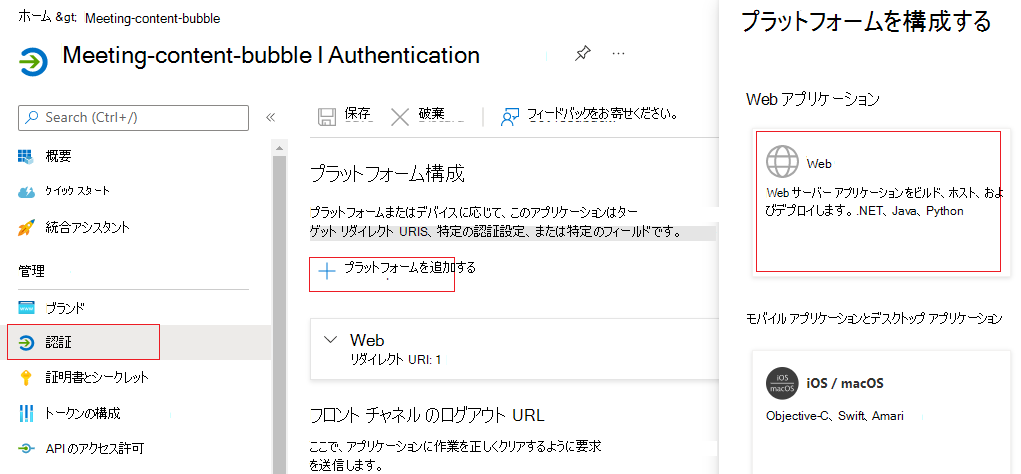 ホーム &gt; Meeting-content-bubble
Meeting-content-bubble l Authentication
Search (Ctrl+/)
概要
クイック スタート
統合アシスタント
管理
ブランド
認証
証明書とシークレット
トークンの構成
APIのアクセス許可
保存 破棄 フィードバックをお寄せください。
プラットフォーム構成
プラットフォームまたはデバイスに応じて、このアプリケーションはター
ゲット リダイレクト URIS、特定の認証設定、または特定のフィールドです。
プラットフォームを追加する
Web
リダイレクト URI: 1
フロント チャネル のログアウト URL
ここで、アプリケーションに作業を正しくクリアするように要求
を送信します。
プラットフォームを構成する
Web アプリケーション
Web
Web サーバー アプリケーションをビルド、ホスト、およ
びデプロイします。.NET、Java、Python
モバイル アプリケーションとデスクトップ アプリケーション
iOS
macOS
iOS / macOS
Objective-C、Swift、Amari